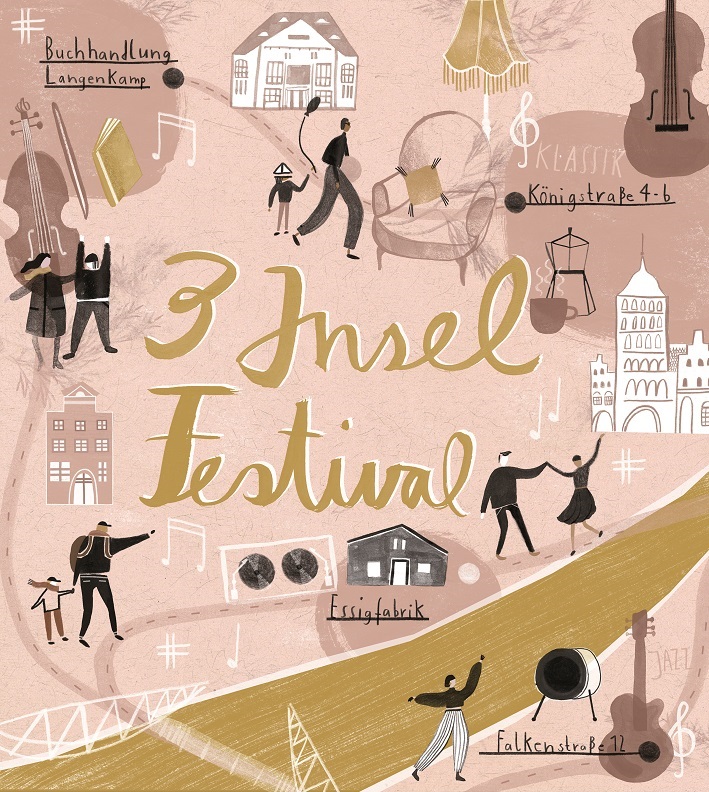 Buchhandlung
Langenkamp
KLASSIK
Königstraße 4-6
3 Insel
Festival
Essigfabrik
JAZZ
Falkenstraße 12